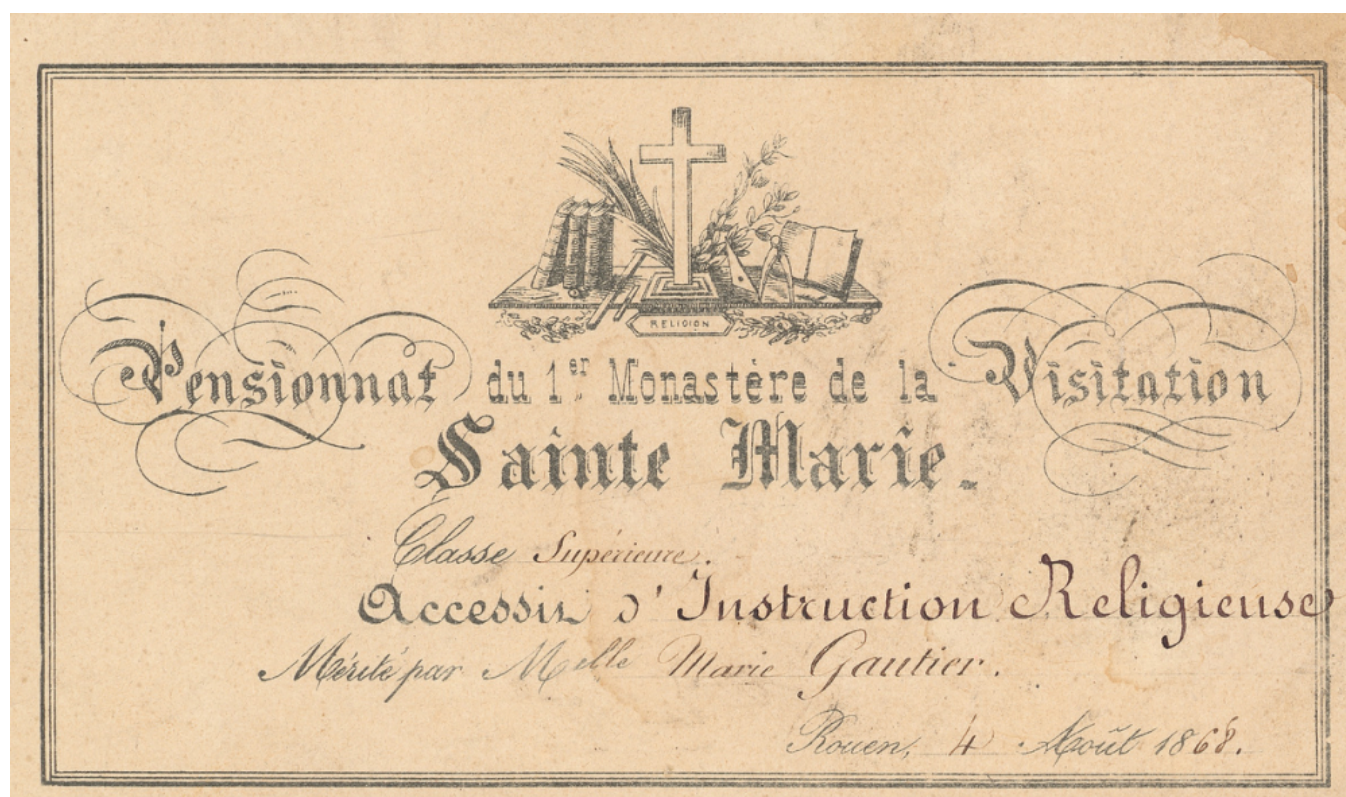 RELIGION
Pensionnat du 1er Monastère de la Visitation
Sainte Marie.
Classe Supérieure.
Accessit d'Instruction Religieuse
Mérité par Melle Marie Gautier.
Rouen, 4 Août 1868.